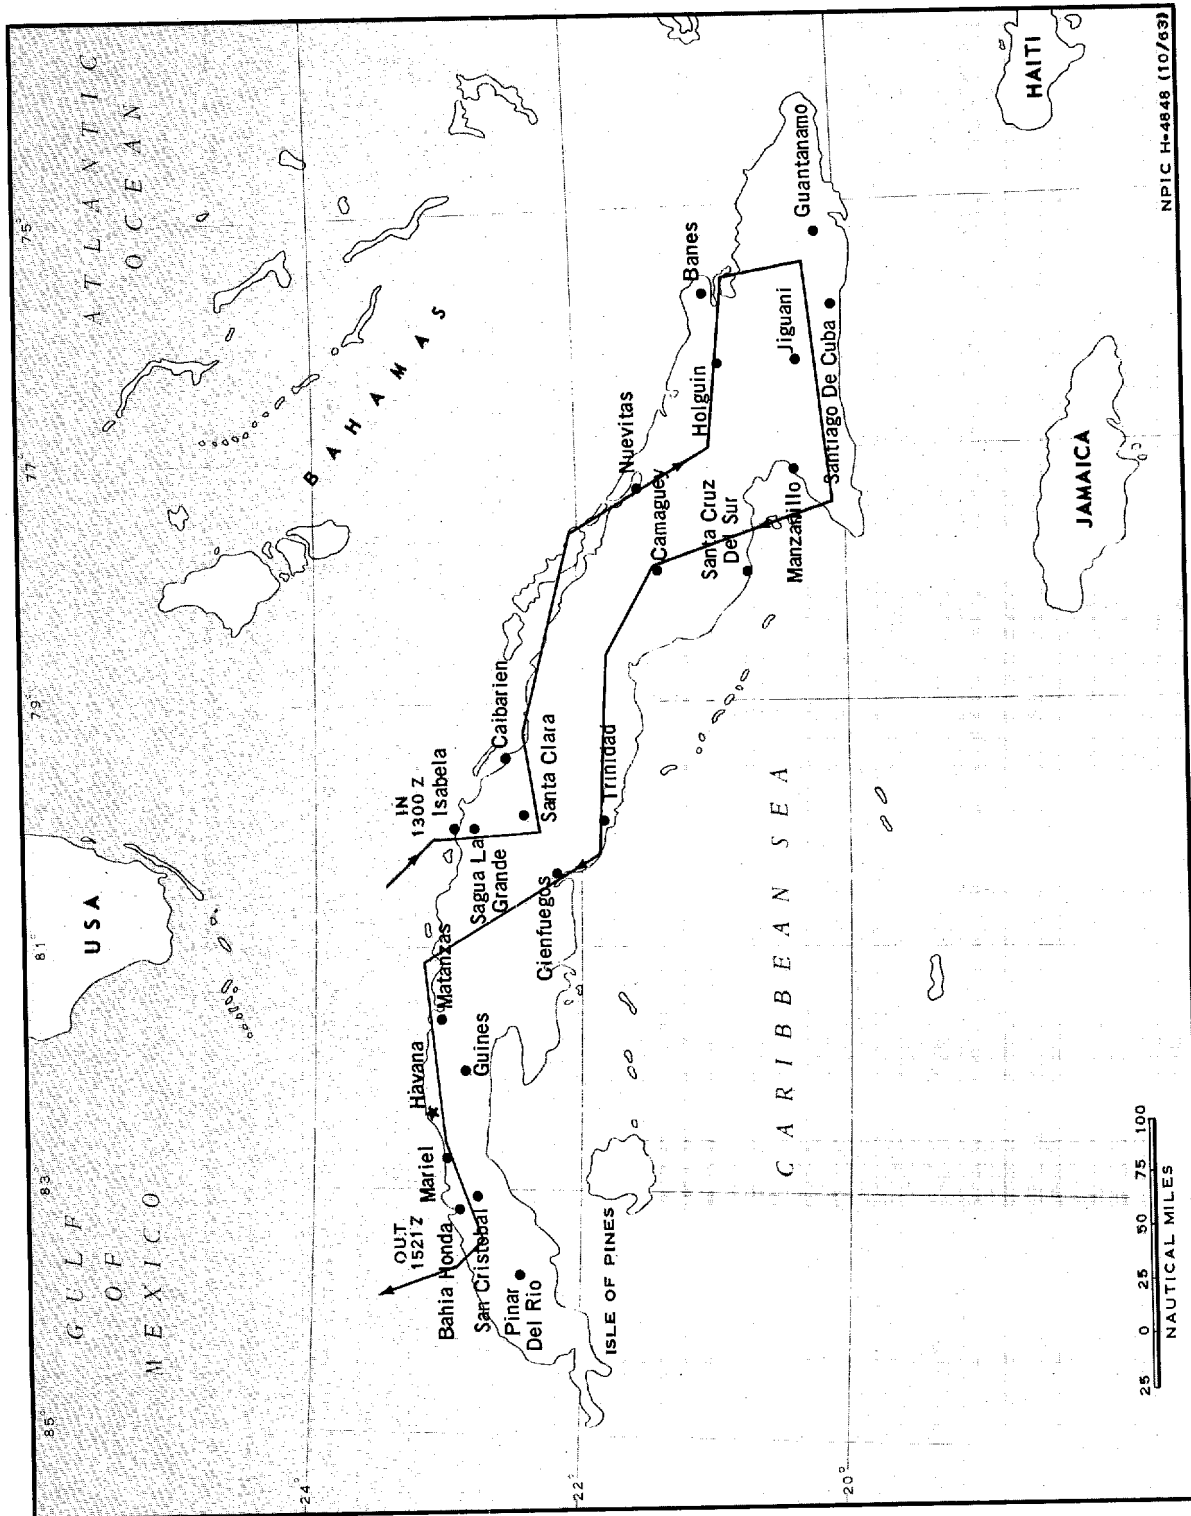 GULF
OF
MEXICO
ATLANTIC
OCEAN
USA
BAHAMAS
85°
83°
81°
79°
77
75°
24°
22°
20°
OUT
1521 Z
IN
1300 Z
Isabela
Bahia Honda
Mariel
Havana
Matanzas
San Cristobal
Guines
Pinar
Del Rio
Sagua La
Grande
Caibarien
Santa Clara
Cienfuegos
Trinidad
Nuevitas
Camaguey
Santa Cruz
Del Sur
Holguin
Banes
Manzanillo
Jiguani
Santiago De Cuba
Guantanamo
ISLE OF PINES
CARIBBEAN SEA
JAMAICA
HAITI
25 0 25 50 75 100
NAUTICAL MILES
NPIC H-4848 (10/63)